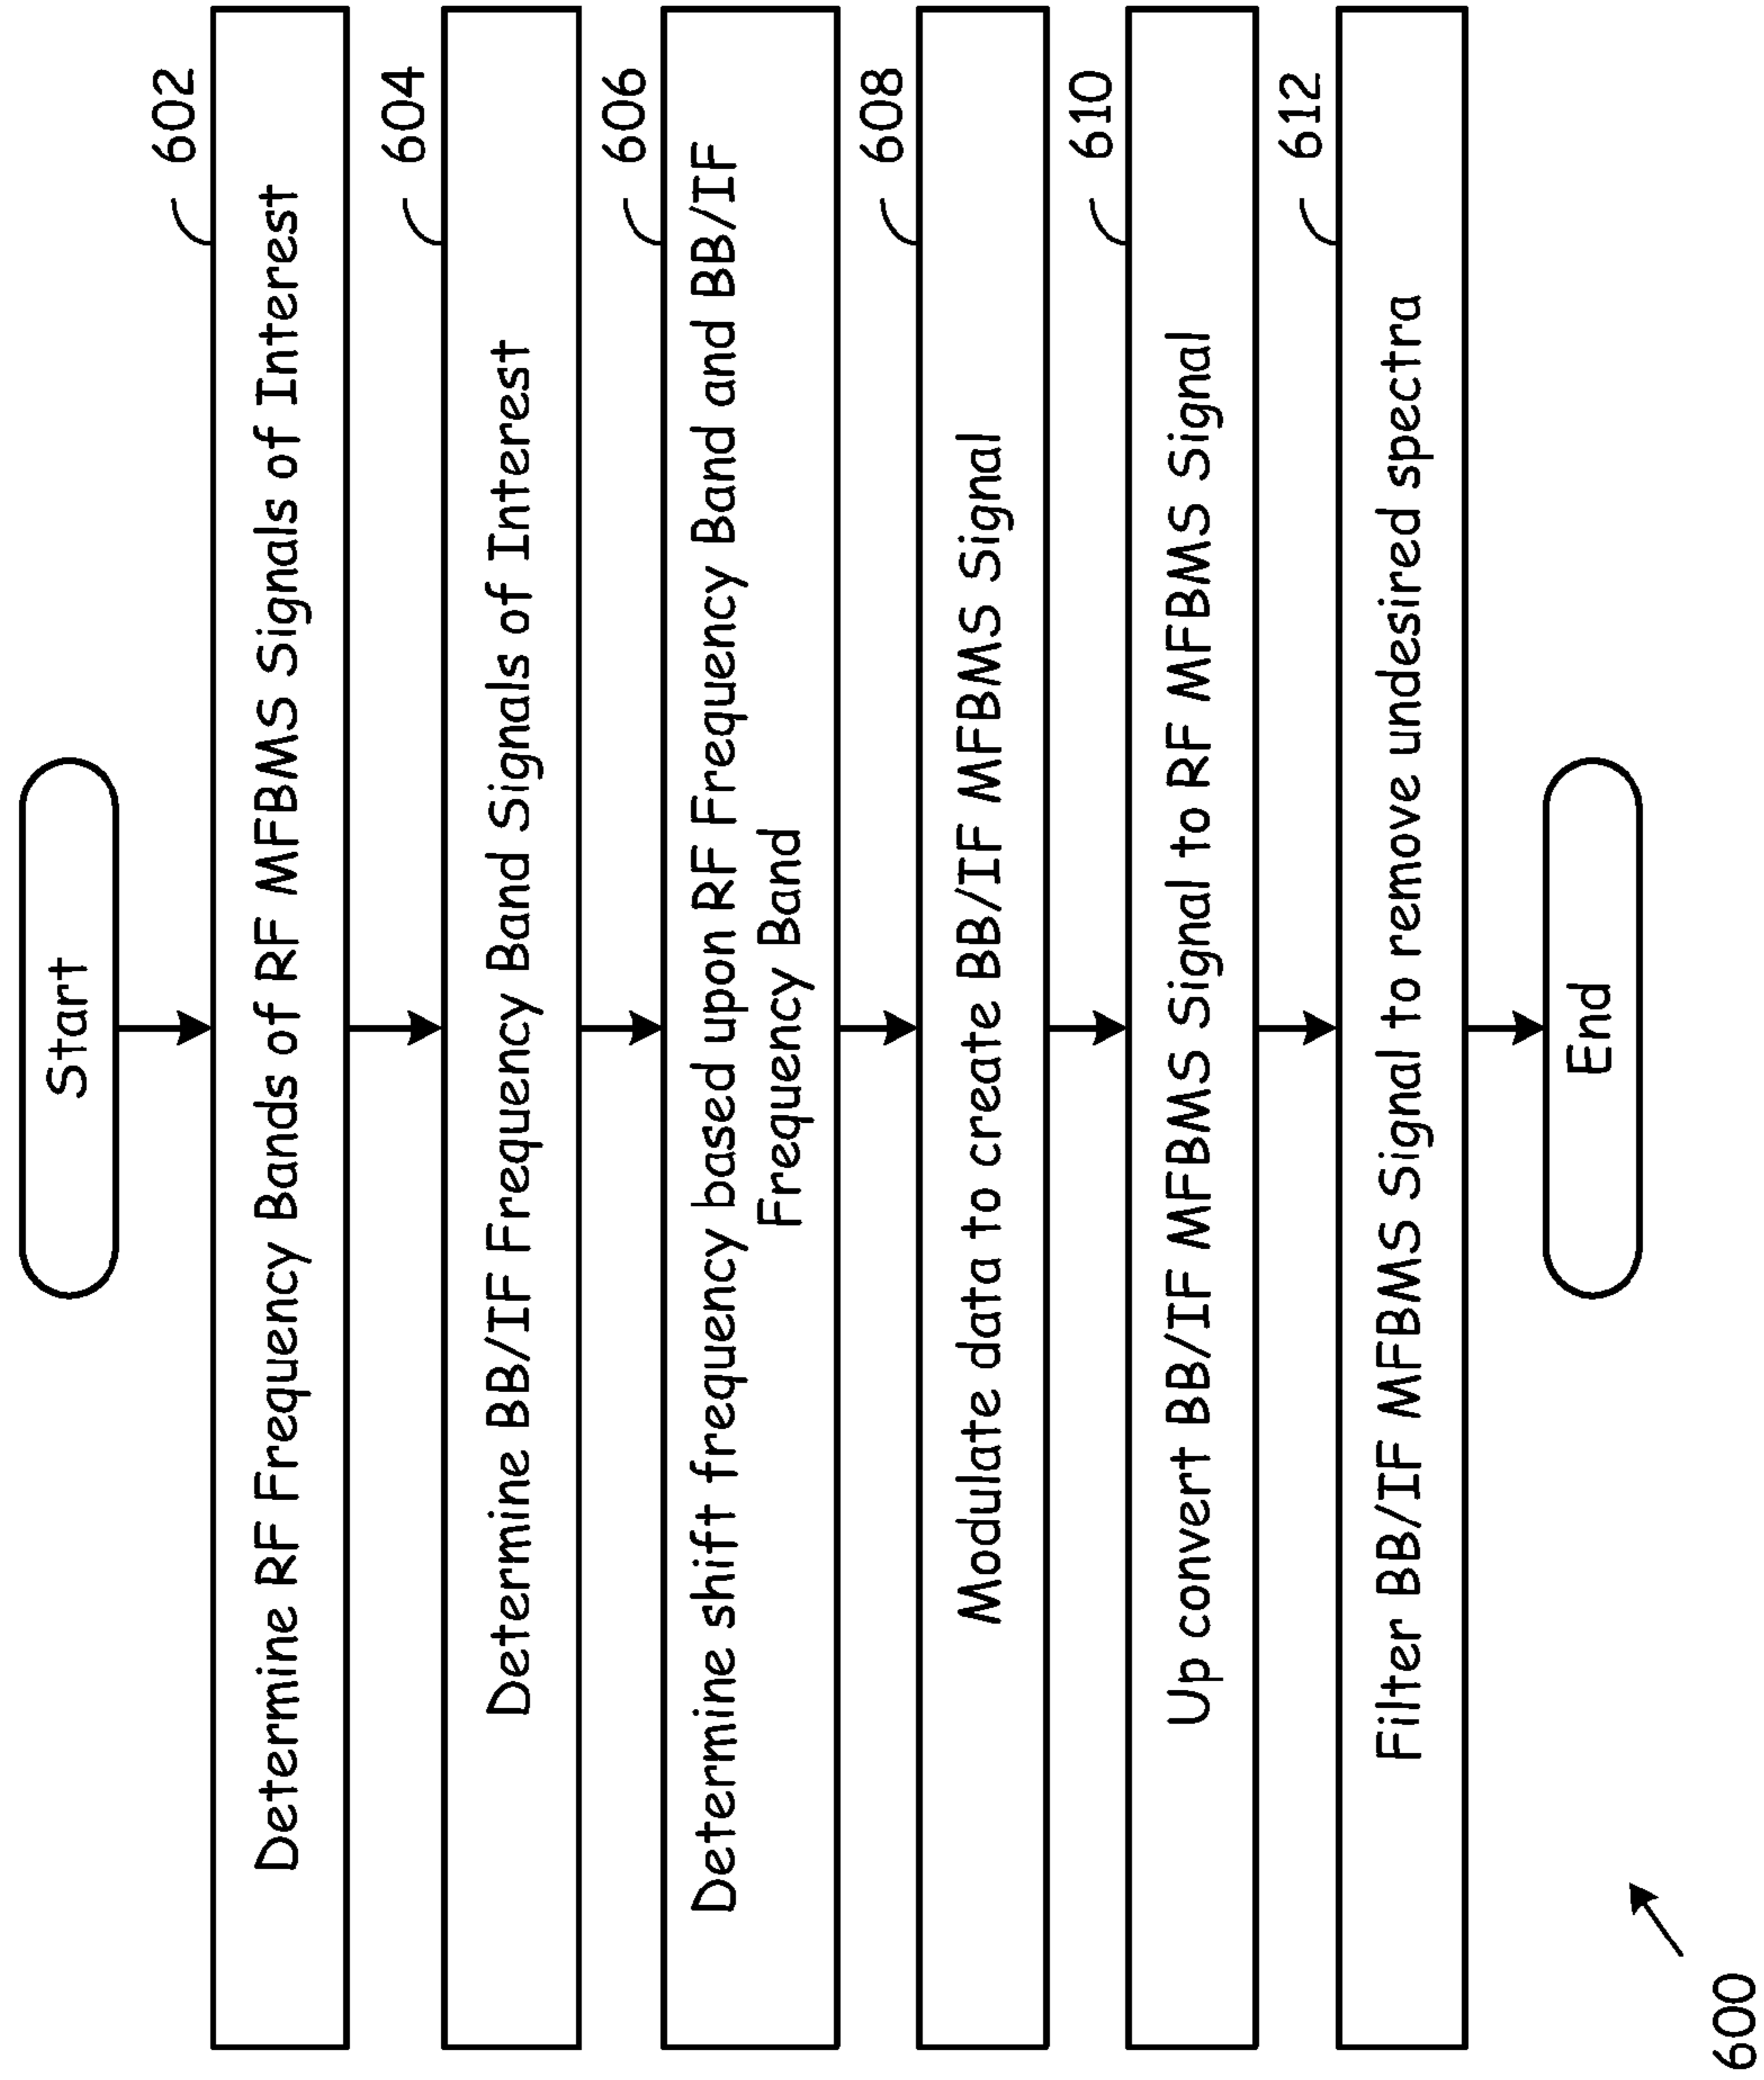 Start
602
Determine RF Frequency Bands of RF MFBMS Signals of Interest
604
Determine BB/IF Frequency Band Signals of Interest
606
Determine shift frequency based upon RF Frequency Band and BB/IF
Frequency Band
608
Modulate data to create BB/IF MFBMS Signal
610
Up convert BB/IF MFBMS Signal to RF MFBMS Signal
612
Filter BB/IF MFBMS Signal to remove undesired spectra
End
600